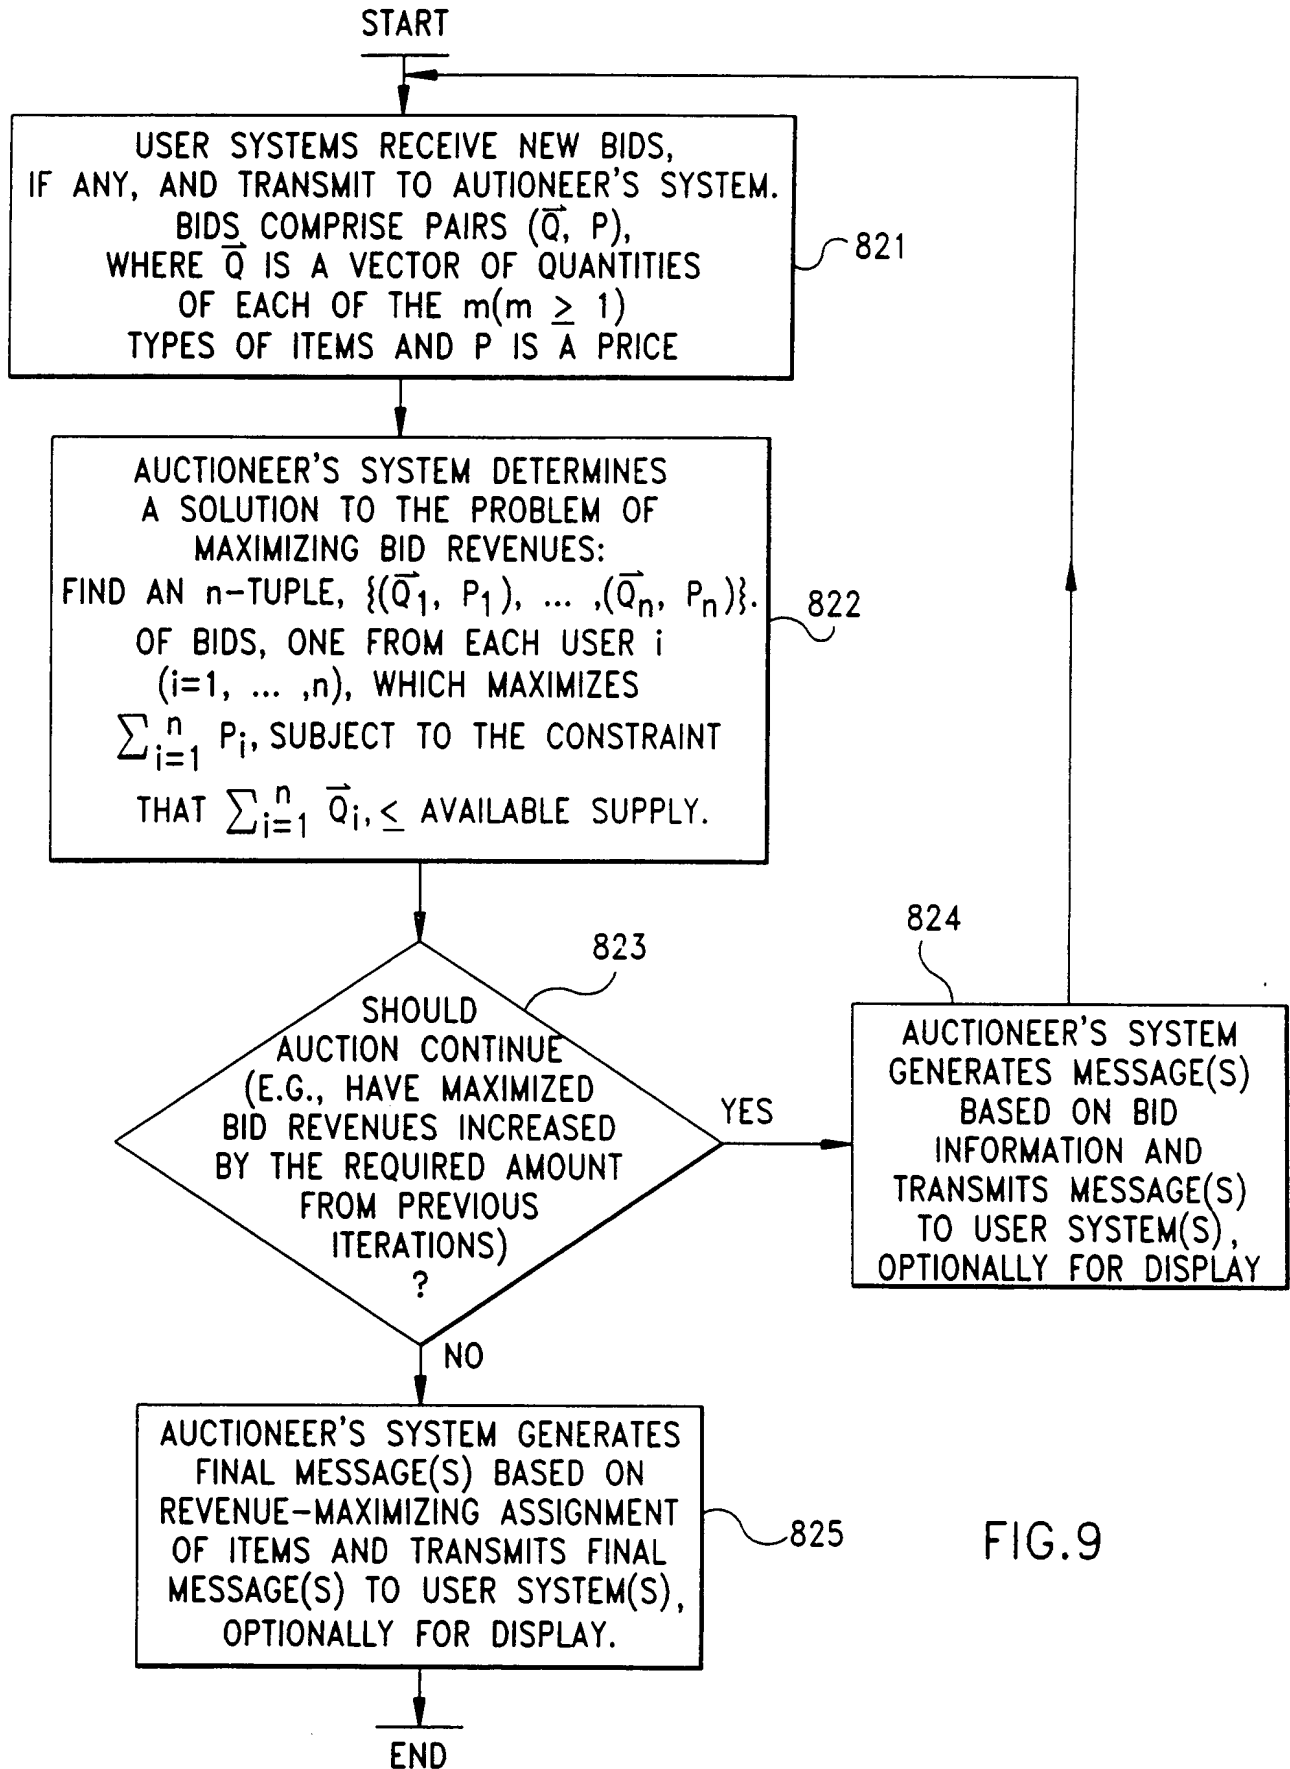 START
USER SYSTEMS RECEIVE NEW BIDS,
IF ANY, AND TRANSMIT TO AUTIONEER'S SYSTEM.
BIDS COMPRISE PAIRS (Q⃗, P),
WHERE Q⃗ IS A VECTOR OF QUANTITIES
OF EACH OF THE m(m ≥ 1)
TYPES OF ITEMS AND P IS A PRICE
821
AUCTIONEER'S SYSTEM DETERMINES
A SOLUTION TO THE PROBLEM OF
MAXIMIZING BID REVENUES:
FIND AN n-TUPLE, {(Q⃗₁, P₁), ... ,(Q⃗ₙ, Pₙ)}.
OF BIDS, ONE FROM EACH USER i
(i=1, ... ,n), WHICH MAXIMIZES
∑ᵢ₌₁ⁿ Pᵢ, SUBJECT TO THE CONSTRAINT
THAT ∑ᵢ₌₁ⁿ Q⃗ᵢ, ≤ AVAILABLE SUPPLY.
822
SHOULD
AUCTION CONTINUE
(E.G., HAVE MAXIMIZED
BID REVENUES INCREASED
BY THE REQUIRED AMOUNT
FROM PREVIOUS
ITERATIONS)
?
823
YES
NO
824
AUCTIONEER'S SYSTEM
GENERATES MESSAGE(S)
BASED ON BID
INFORMATION AND
TRANSMITS MESSAGE(S)
TO USER SYSTEM(S),
OPTIONALLY FOR DISPLAY
AUCTIONEER'S SYSTEM GENERATES
FINAL MESSAGE(S) BASED ON
REVENUE-MAXIMIZING ASSIGNMENT
OF ITEMS AND TRANSMITS FINAL
MESSAGE(S) TO USER SYSTEM(S),
OPTIONALLY FOR DISPLAY.
825
END
FIG.9